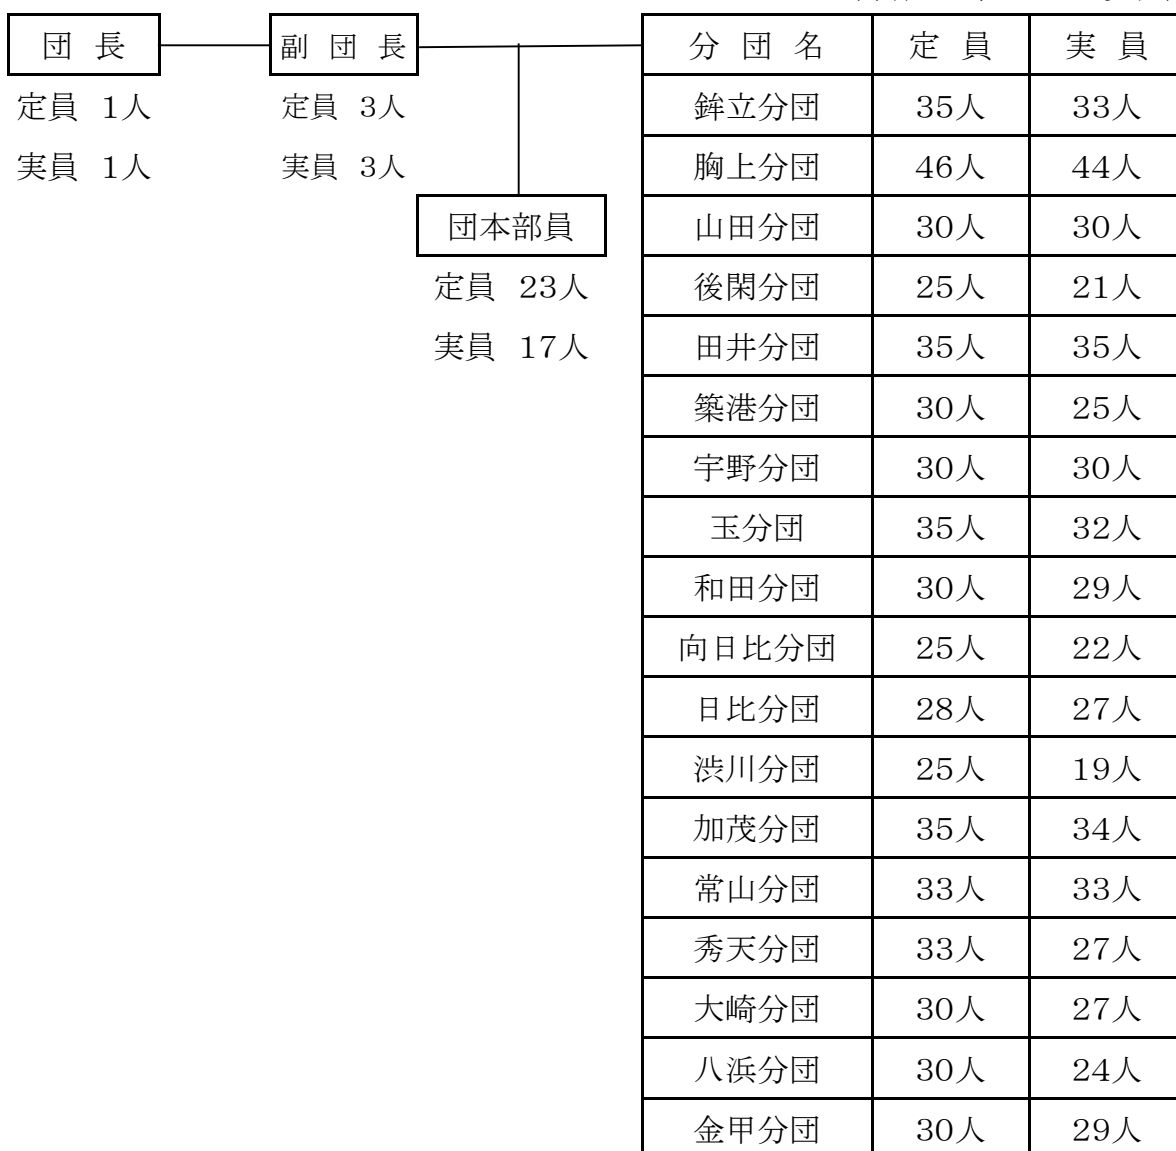 団長 副団長 分団名 定員 実員
定員 1人 定員 3人 鉾立分団 35人 33人
実員 1人 実員 3人 胸上分団 46人 44人
団本部員 山田分団 30人 30人
定員 23人 後閑分団 25人 21人
実員 17人 田井分団 35人 35人
築港分団 30人 25人
宇野分団 30人 30人
玉分団 35人 32人
和田分団 30人 29人
向日比分団 25人 22人
日比分団 28人 27人
渋川分団 25人 19人
加茂分団 35人 34人
常山分団 33人 33人
秀天分団 33人 27人
大崎分団 30人 27人
八浜分団 30人 24人
金甲分団 30人 29人